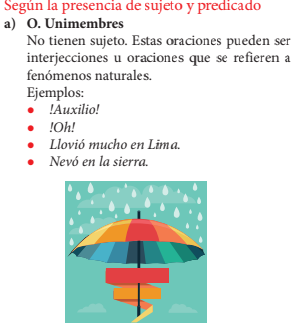 Según la presencia de sujeto y predicado
a) O. Unimembres
No tienen sujeto. Estas oraciones pueden ser
interjecciones u oraciones que se refieren a
fenómenos naturales.
Ejemplos:
• !Auxilio!
• !Oh!
• Llovió mucho en Lima.
• Nevó en la sierra.